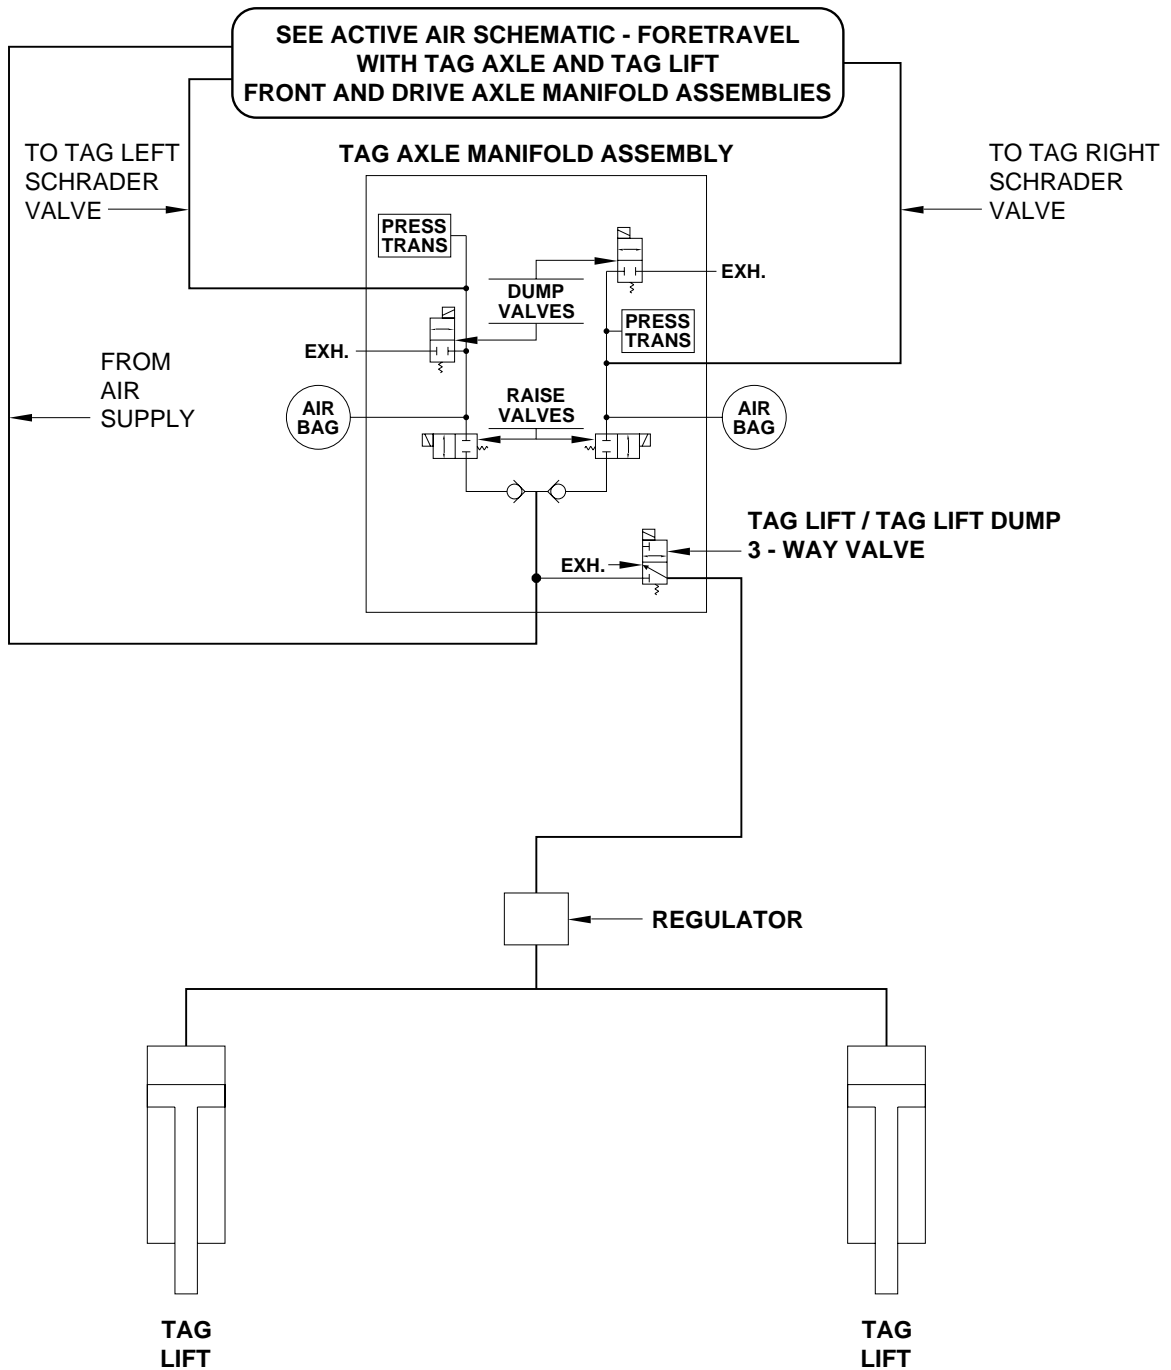 SEE ACTIVE AIR SCHEMATIC - FORETRAVEL
WITH TAG AXLE AND TAG LIFT
FRONT AND DRIVE AXLE MANIFOLD ASSEMBLIES
TO TAG LEFT
SCHRADER
VALVE
TAG AXLE MANIFOLD ASSEMBLY
TO TAG RIGHT
SCHRADER
VALVE
PRESS
TRANS
EXH.
DUMP
VALVES
PRESS
TRANS
EXH.
FROM
AIR
SUPPLY
AIR
BAG
RAISE
VALVES
AIR
BAG
TAG LIFT / TAG LIFT DUMP
3 - WAY VALVE
EXH.
REGULATOR
TAG
LIFT
TAG
LIFT